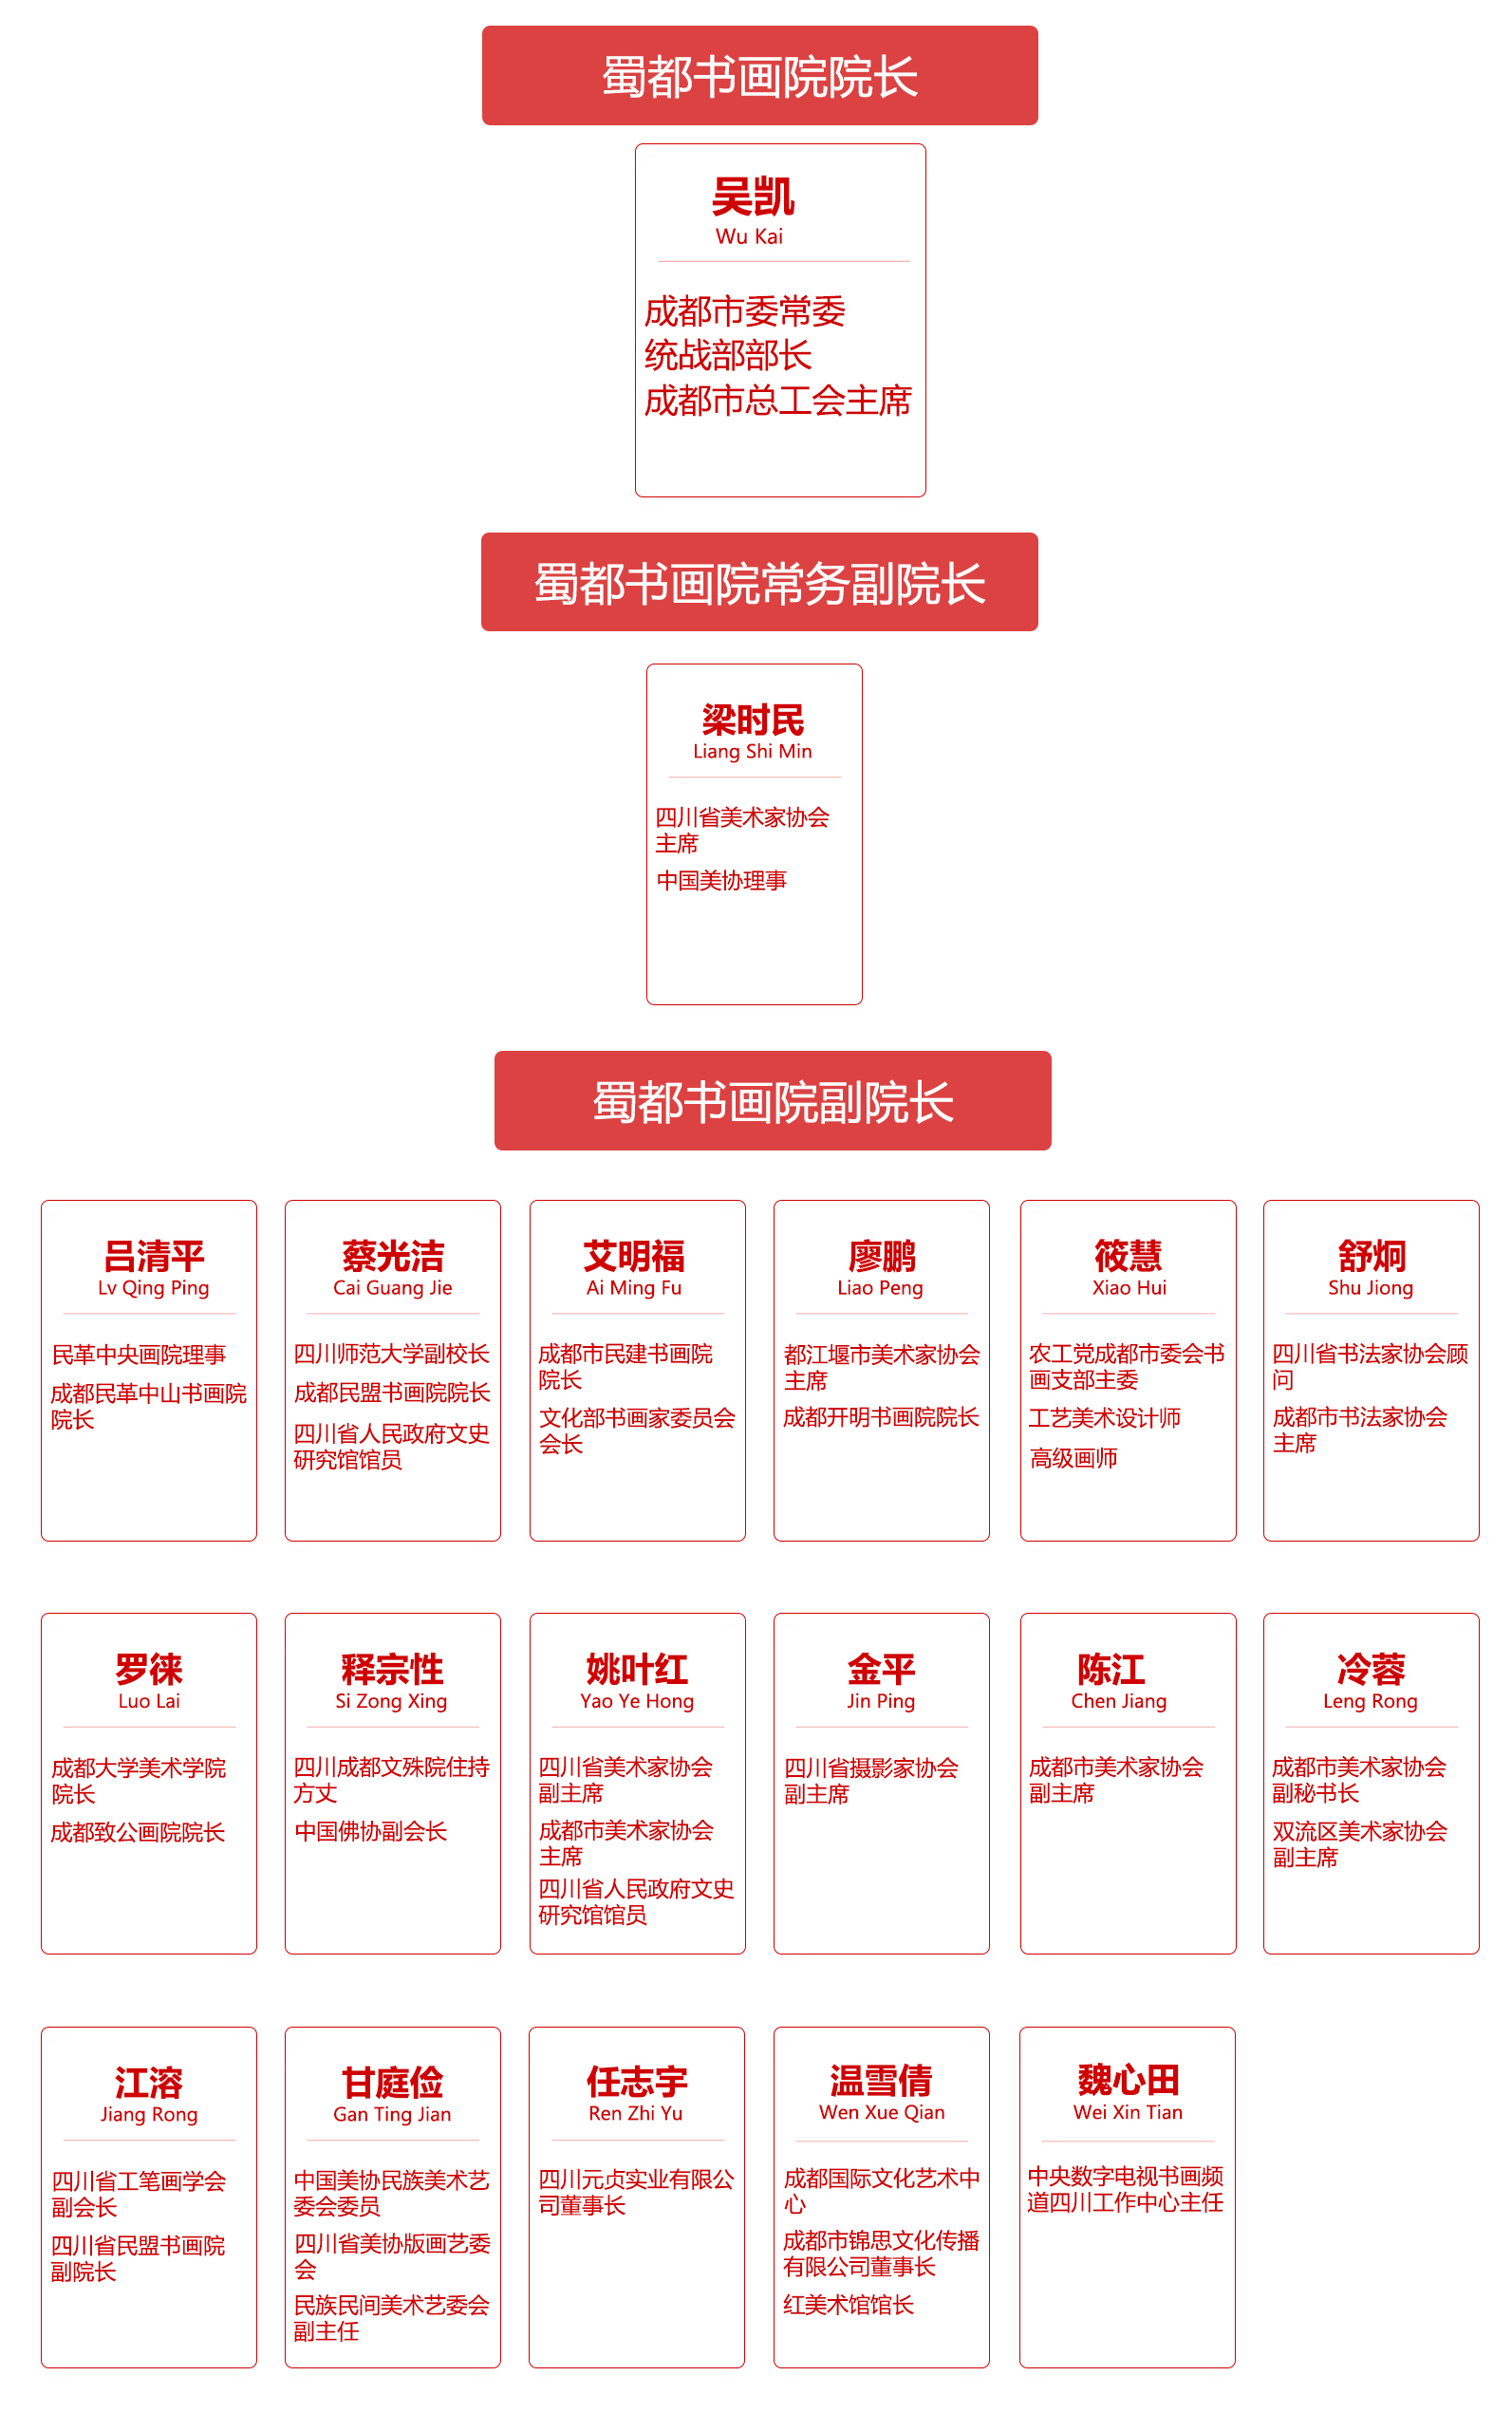 蜀都书画院院长
吴凯
Wu Kai
成都市委常委
统战部部长
成都市总工会主席
蜀都书画院常务副院长
梁时民
Liang Shi Min
四川省美术家协会
主席
中国美协理事
蜀都书画院副院长
吕清平
Lv Qing Ping
民革中央画院理事
成都民革中山书画院
院长
蔡光洁
Cai Guang Jie
四川师范大学副校长
成都民盟书画院院长
四川省人民政府文史
研究馆馆员
艾明福
Ai Ming Fu
成都市民建书画院
院长
文化部书画家委员会
会长
廖鹏
Liao Peng
都江堰市美术家协会
主席
成都开明书画院院长
筱慧
Xiao Hui
农工党成都市委会书
画支部主委
工艺美术设计师
高级画师
舒炯
Shu Jiong
四川省书法家协会顾
问
成都市书法家协会
主席
罗徕
Luo Lai
成都大学美术学院
院长
成都致公画院院长
释宗性
Si Zong Xing
四川成都文殊院住持
方丈
中国佛协副会长
姚叶红
Yao Ye Hong
四川省美术家协会
副主席
成都市美术家协会
主席
四川省人民政府文史
研究馆馆员
金平
Jin Ping
四川省摄影家协会
副主席
陈江
Chen Jiang
成都市美术家协会
副主席
冷蓉
Leng Rong
成都市美术家协会
副秘书长
双流区美术家协会
副主席
江溶
Jiang Rong
四川省工笔画学会
副会长
四川省民盟书画院
副院长
甘庭俭
Gan Ting Jian
中国美协民族美术艺
委会委员
四川省美协版画艺委
会
民族民间美术艺委会
副主任
任志宇
Ren Zhi Yu
四川元贞实业有限公
司董事长
温雪倩
Wen Xue Qian
成都国际文化艺术中
心
成都市锦思文化传播
有限公司董事长
红美术馆馆长
魏心田
Wei Xin Tian
中央数字电视书画频
道四川工作中心主任